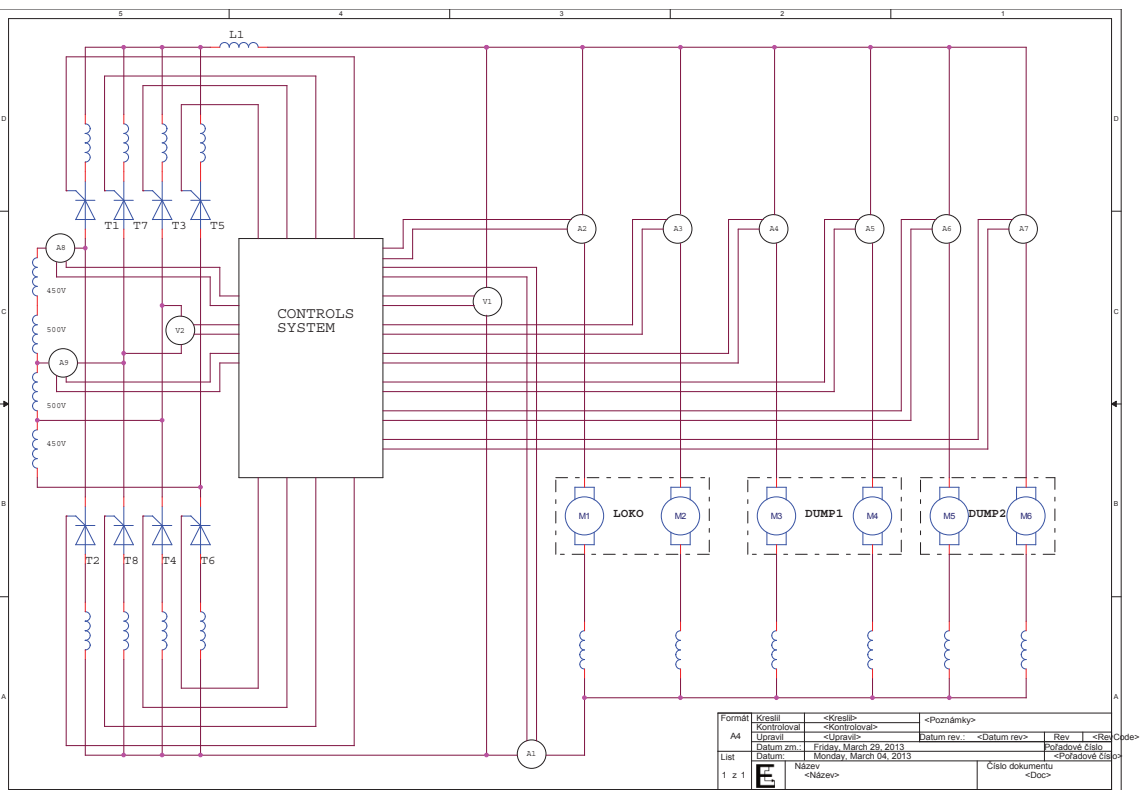 5 4 3 2 1
L1
D D
T1 T7 T3 T5
A8 A2 A3 A4 A5 A6 A7
450V
C C
CONTROLS
SYSTEM
V1
500V V2
A9
500V
450V
B B
M1 LOKO M2 M3 DUMP1 M4 M5 DUMP2 M6
T2 T8 T4 T6
A A
A1
Formát Kreslil <Kreslil> <Poznámky>
Kontroloval <Kontroloval>
A4 Upravil <Upravil> Datum rev.: <Datum rev> Rev <RevCode>
Datum zm.: Friday, March 29, 2013 Pořadové číslo
List Datum: Monday, March 04, 2013 <Pořadové číslo>
1 z 1 E Název Číslo dokumentu
<Název> <Doc>